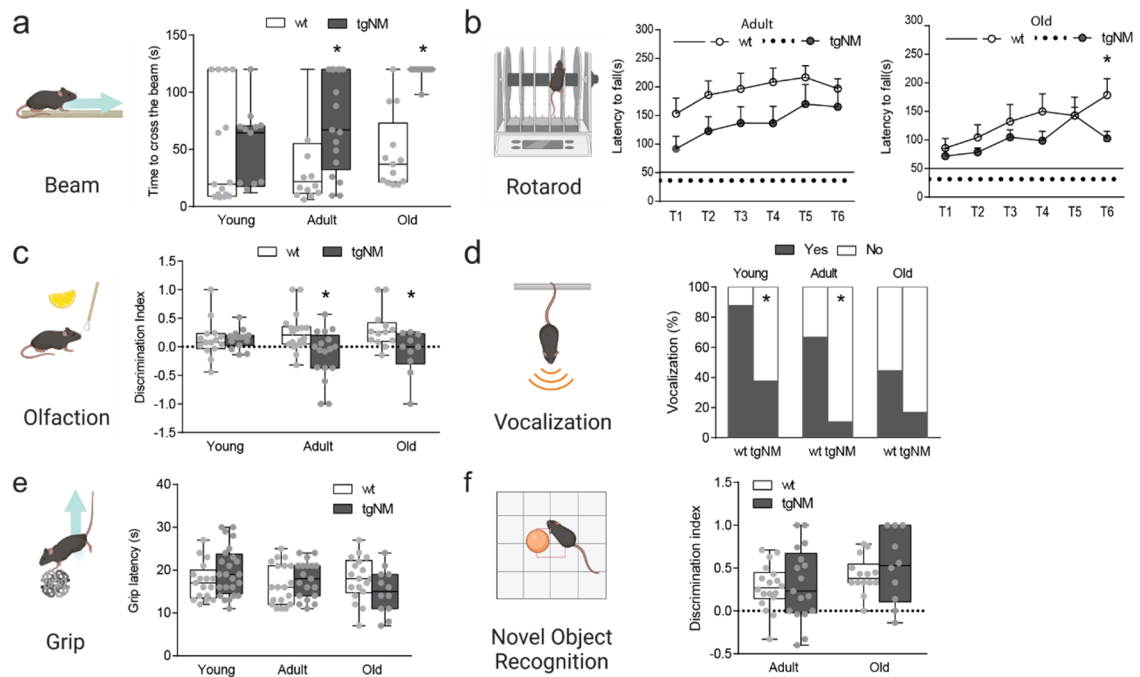 a
wt tgNM
Time to cross the beam (s)
150
100
50
0
* *
Young Adult Old
Beam
b
Adult
wt tgNM
Latency to fall(s)
300
250
200
150
100
50
0
T1 T2 T3 T4 T5 T6
Old
wt tgNM
*
Latency to fall(s)
300
250
200
150
100
50
0
T1 T2 T3 T4 T5 T6
Rotarod
c
wt tgNM
Discrimination Index
1.5
1.0
0.5
0.0
-0.5
-1.0
-1.5
* *
Young Adult Old
Olfaction
d
Yes No
Young Adult Old
* *
Vocalization (%)
100
80
60
40
20
0
wt tgNM wt tgNM wt tgNM
Vocalization
e
wt
tgNM
Grip latency (s)
40
30
20
10
0
Young Adult Old
Grip
f
wt
tgNM
Discrimination index
1.5
1.0
0.5
0.0
-0.5
Adult Old
Novel Object
Recognition